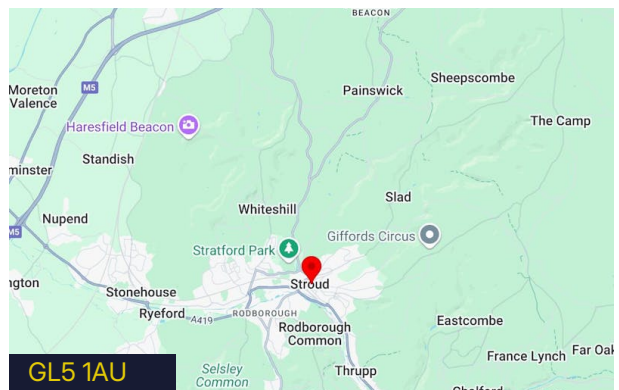 BEACON
Sheepscombe
Painswick
Moreton
Valence
M5
The Camp
Haresfield Beacon
Standish
minster
Slad
Whiteshill
Nupend
M5
Giffords Circus
Stratford Park
ngton
Stroud
Stonehouse
Ryeford
A419
RODBOROUGH
Rodborough
Common
Eastcombe
France Lynch
Far Oak
Selsley
Common
Thrupp
GL5 1AU